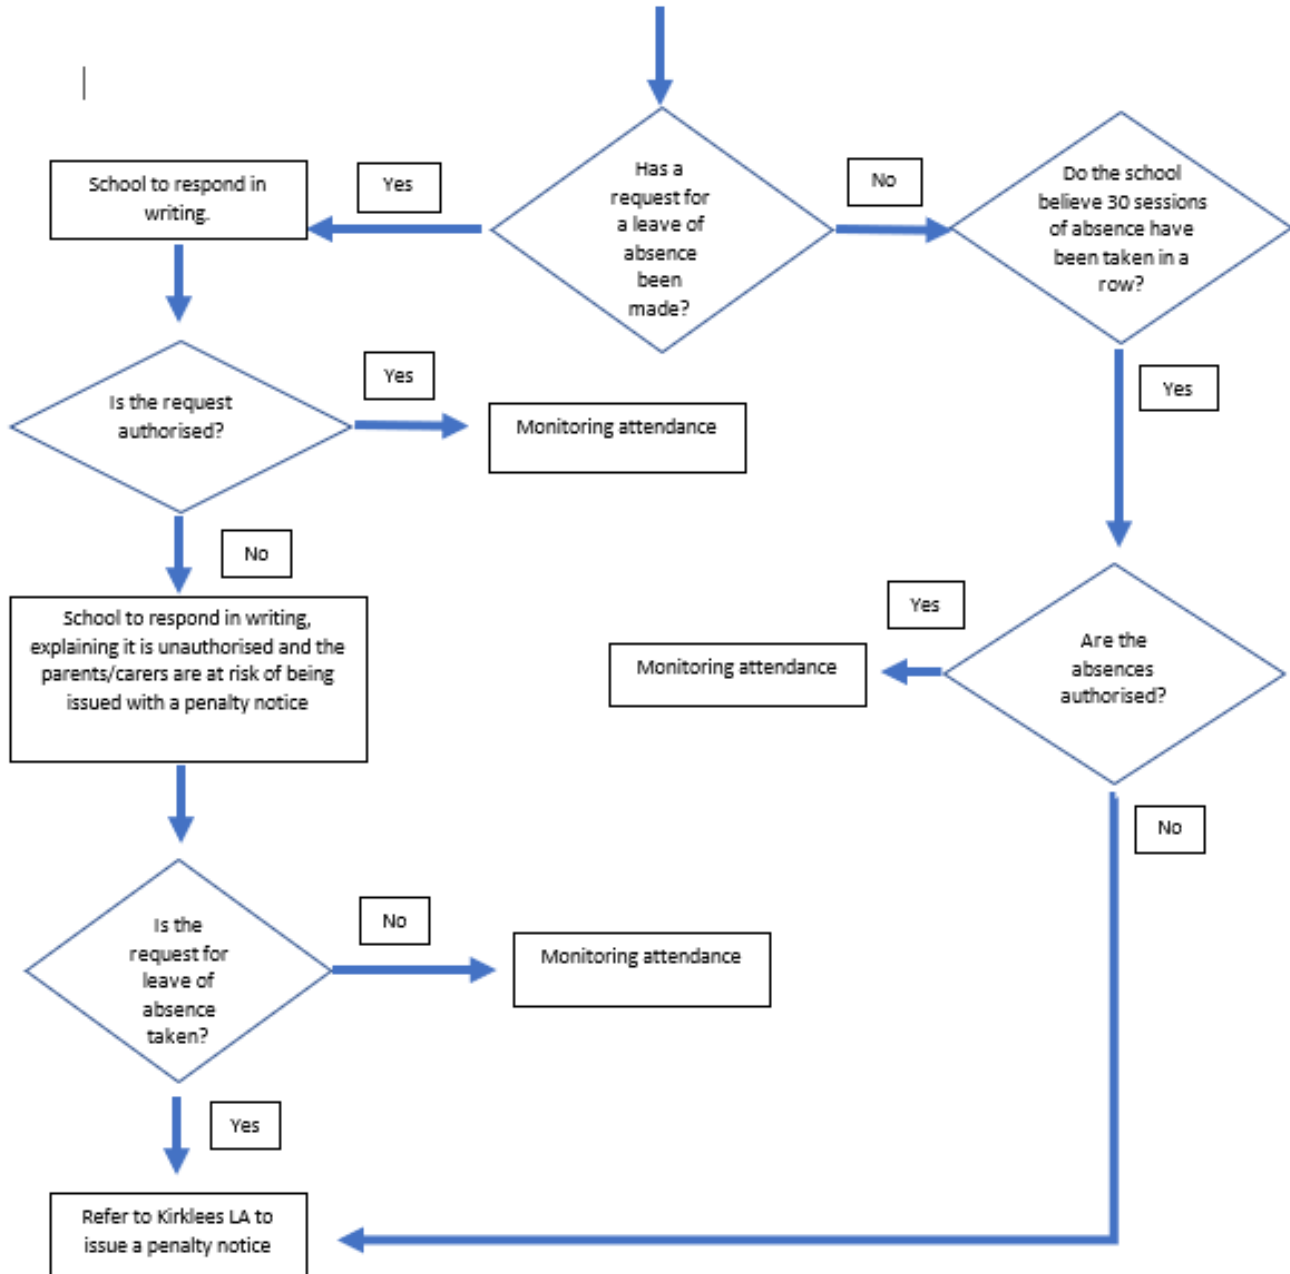 Has a
request for
a leave of
absence
been
made?
Yes
No
School to respond in
writing.
Do the school
believe 30 sessions
of absence have
been taken in a
row?
Is the request
authorised?
Yes
Monitoring attendance
Yes
No
School to respond in writing,
explaining it is unauthorised and the
parents/carers are at risk of being
issued with a penalty notice
Yes
Monitoring attendance
Are the
absences
authorised?
No
Is the
request for
leave of
absence
taken?
No
Monitoring attendance
Yes
Refer to Kirklees LA to
issue a penalty notice